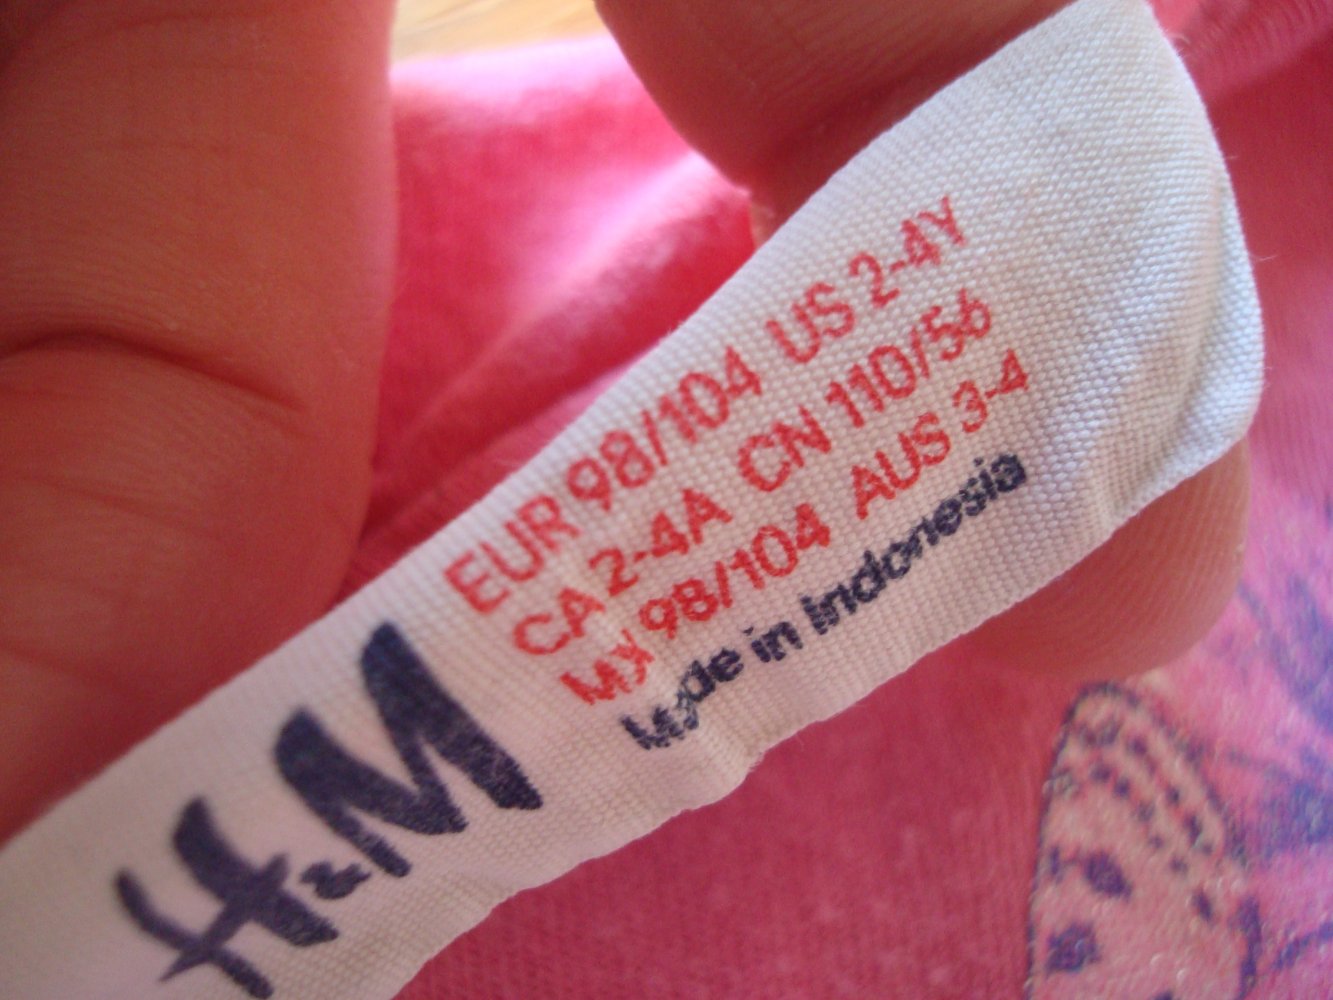 H&M
EUR 98/104 US 2-4Y
CA 2-4A CN 110/56
MX 98/104 AUS 3-4
Made in Indonesia